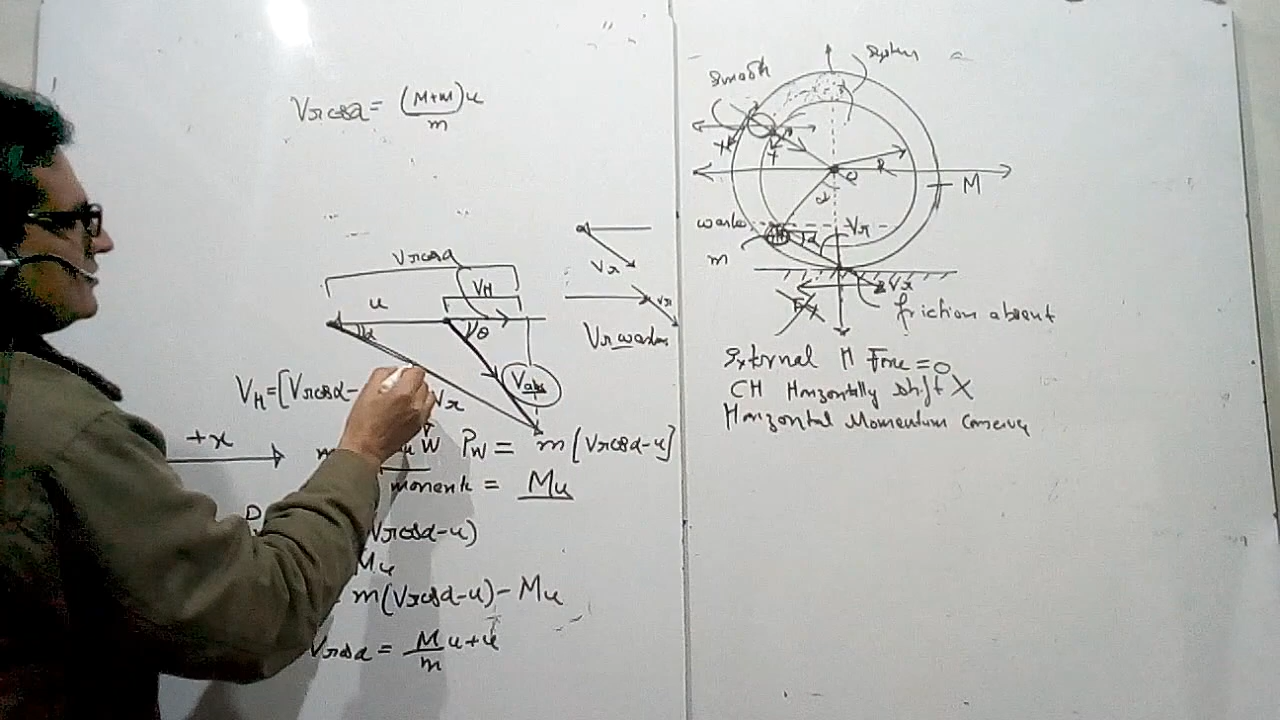 Vr cosα = (M+m)u
m
Vr cosα
VH
u
α
θ
Vabs
Vr
VH = [Vr cosα -
+x
PW = m[Vr cosα - u]
moment = Mu
Vr cosα - u)
Mu
m(Vr cosα - u) - Mu
Vr cosα = M u + u
m
Vr
Vr
Smooth
System
O
R
M
α
m
Vr
α
Vr
friction absent
External H Force = 0
CM Horizontally shift X
Horizontal Momentum Conserve